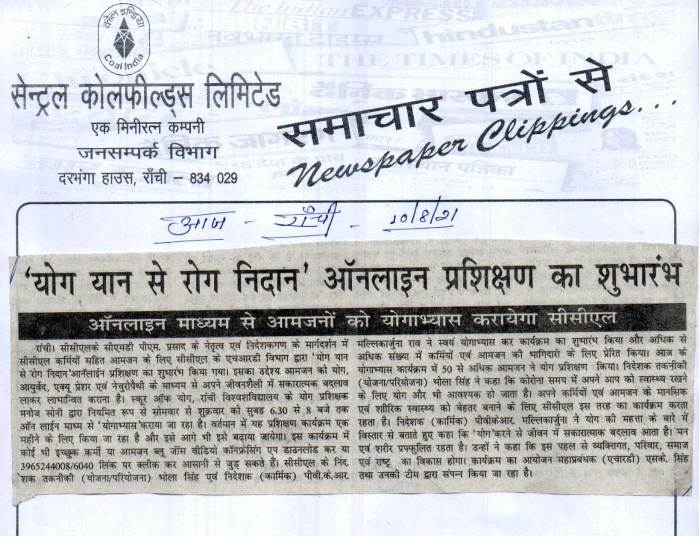 कोल इण्डिया
Coal India
सेन्ट्रल कोलफील्ड्स लिमिटेड
एक मिनीरत्न कम्पनी
जनसम्पर्क विभाग
दरभंगा हाउस, राँची – 834 029
समाचार पत्रों से
Newspaper Clippings...
आज - राँची - 10/8/21
'योग यान से रोग निदान' ऑनलाइन प्रशिक्षण का शुभारंभ
ऑनलाइन माध्यम से आमजनों को योगाभ्यास करायेगा सीसीएल
रांची। सीसीएलके सीएमडी पीएम. प्रसाद के नेतृत्व एवं निदेशकगण के मार्गदर्शन में
सीसीएल कर्मियों सहित आमजन के लिए सीसीएल के एचआरडी विभाग द्वारा 'योग यान
से रोग निदान'आर्नलाईन प्रशिक्षण का शुभारंभ किया गया। इसका उद्देश्य आमजन को योग,
आयुर्वेद, एक्यू प्रेशर एवं नेचुरोपैथी के माध्यम से अपने जीवनशैली में सकारात्मक बदलाव
लाकर लाभान्वित कराना है। स्कूर ऑफ योग, रांची विश्वविद्यालय के योग प्रशिक्षक
मनोज सोनी द्वारा नियमित रूप से सोमवार से शुक्रवार को सुबह 6.30 से 8 बजे तक
ऑन लाईन माध्म से 'योगाभ्यास'कराया जा रहा है। वर्तमान में यह प्रशिक्षण कार्यक्रम एक
महीने के लिए किया जा रहा है और इसे आगे भी इसे बढ़ाया जायेगा। इस कार्यक्रम में
कोई भी इच्छूक क्रर्मी या आमजन ब्लू जॉस वीडियो कॉनफ्रेंसिंग एप डाउनलोड कर या
3965244008/6040 लिंक पर क्लीक कर आसानी से जुड़ सकते हैं। सीसीएल के निदे.
शक तकनीकी (योजना/परियोजना) भोला सिंह एवं निदेशक (कार्मिक) पीवी.के.आर.
मल्लिकार्जुना राव ने स्वयं योगाभ्यास कर कार्यक्रम का शुभारंभ किया और अधिक से
अधिक संख्या में कर्मियों एवं आमजन की भागिदारी के लिए प्रेरित किया। आज के
योगाभ्यास कार्यक्रम में 50 से अधिक आमजन ने योग प्रशिक्षण किया। निदेशक तकनीकी
(योजना/परियोजना) भोला सिंह ने कहा कि कोरोना समय में अपने आप को स्वास्थ्य रखने
के लिए योग और भी आवश्यक हो जाता है। अपने कर्मियों एवं आमजन के मानसिक
एवं शीरिरिक स्वास्थ्य को बेहतर बनाने के लिए सीसीएल इस तरह का कार्यक्रम करता
रहता है। निदेशक (कार्मिक) पीवीकेआर. मल्लिकार्जुना ने योग की महत्ता के बारे में
विस्तार से बताते हुए कहा कि 'योग'करने से जीवन में सकारात्मक बदलाव आता है। मन
एवं शरीर प्रफ्फुलित रहता है। उन्हों ने कहा कि इस पहल से व्यक्तिगत, परिवार, समाज
एवं राष्ट्र का विकास होगा। कार्यक्रम का आयोजन महाप्रबंधक (एचारडी) एसके. सिंह
तथा उनकी टीम द्वारा संपन्न किया जा रहा है।